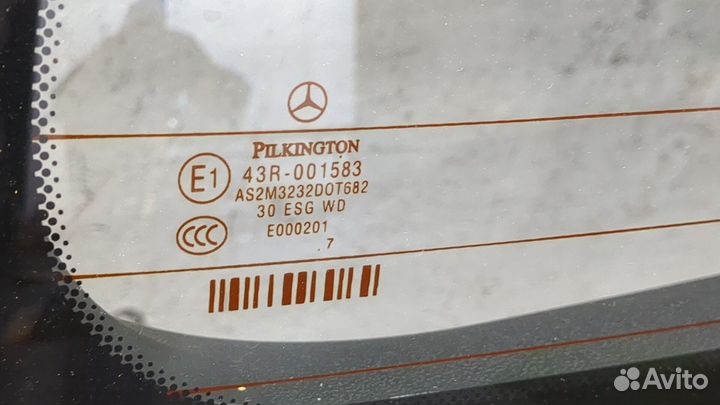 PILKINGTON
E1 43R-001583
AS2M3232DOT682
30 ESG WD
CCC E000201
. 7
Avito